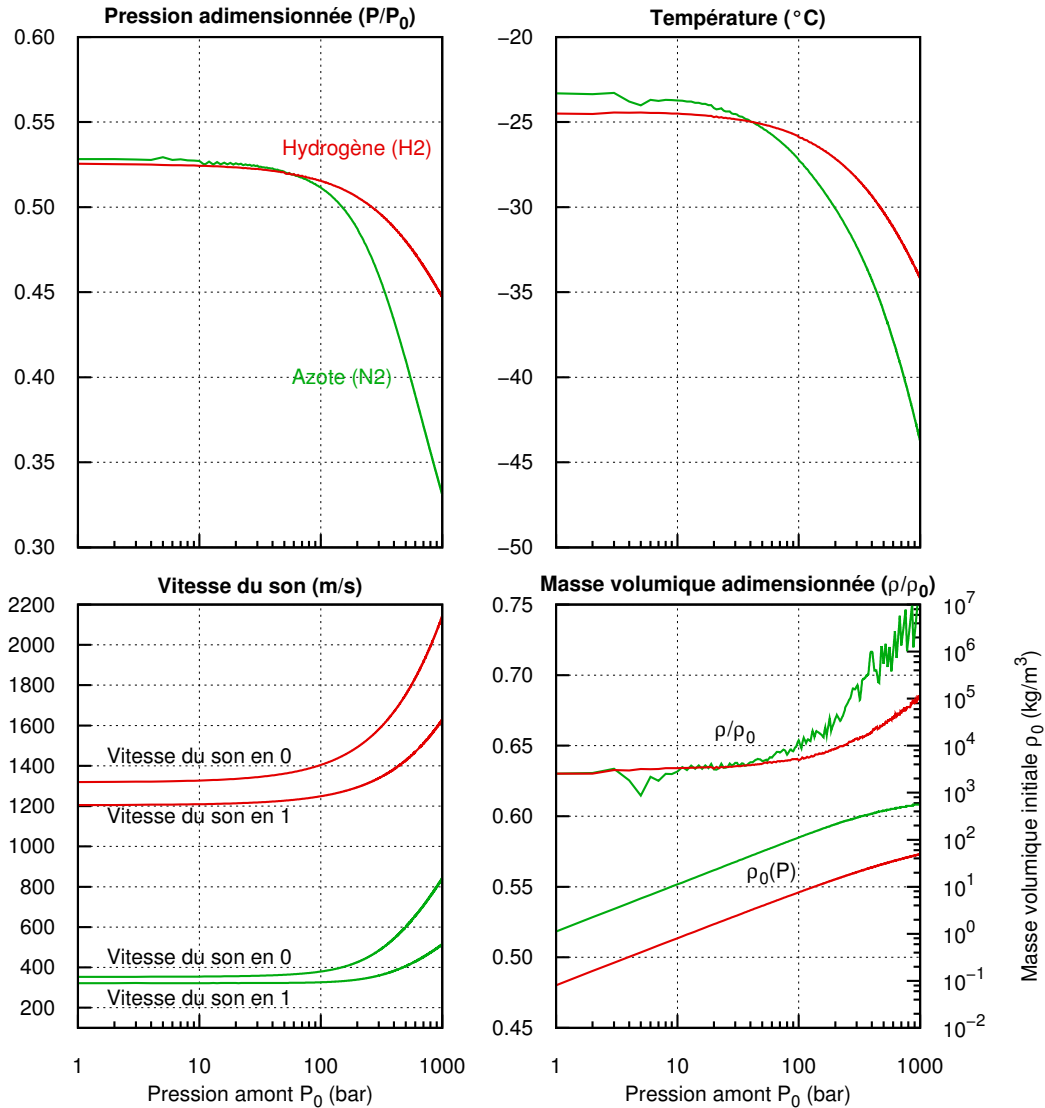 Pression adimensionnée (P/P0)
0.60
0.55
0.50
0.45
0.40
0.35
0.30
Hydrogène (H2)
Azote (N2)
Température (°C)
−20
−25
−30
−35
−40
−45
−50
Vitesse du son (m/s)
2200
2000
1800
1600
1400
1200
1000
800
600
400
200
Vitesse du son en 0
Vitesse du son en 1
Vitesse du son en 0
Vitesse du son en 1
1 10 100 1000
Pression amont P0 (bar)
Masse volumique adimensionnée (ρ/ρ0)
0.75
0.70
0.65
0.60
0.55
0.50
0.45
ρ/ρ0
ρ0(P)
10^7
10^6
10^5
10^4
10^3
10^2
10^1
10^0
10^−1
10^−2
Masse volumique initiale ρ0 (kg/m3)
1 10 100 1000
Pression amont P0 (bar)